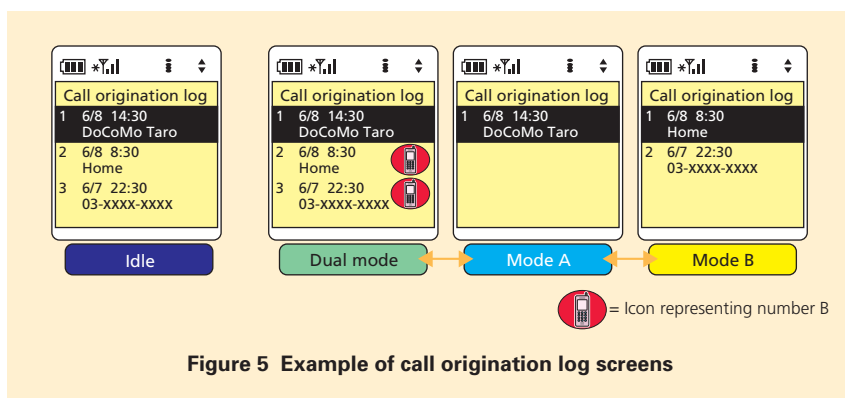 Call origination log
1 6/8 14:30
DoCoMo Taro
2 6/8 8:30
Home
3 6/7 22:30
03-xxxx-xxxx
Idle
Call origination log
1 6/8 14:30
DoCoMo Taro
2 6/8 8:30
Home
3 6/7 22:30
03-xxxx-xxxx
Dual mode
Call origination log
1 6/8 14:30
DoCoMo Taro
Mode A
Call origination log
1 6/8 8:30
Home
2 6/7 22:30
03-xxxx-xxxx
Mode B
= Icon representing number B
Figure 5 Example of call origination log screens